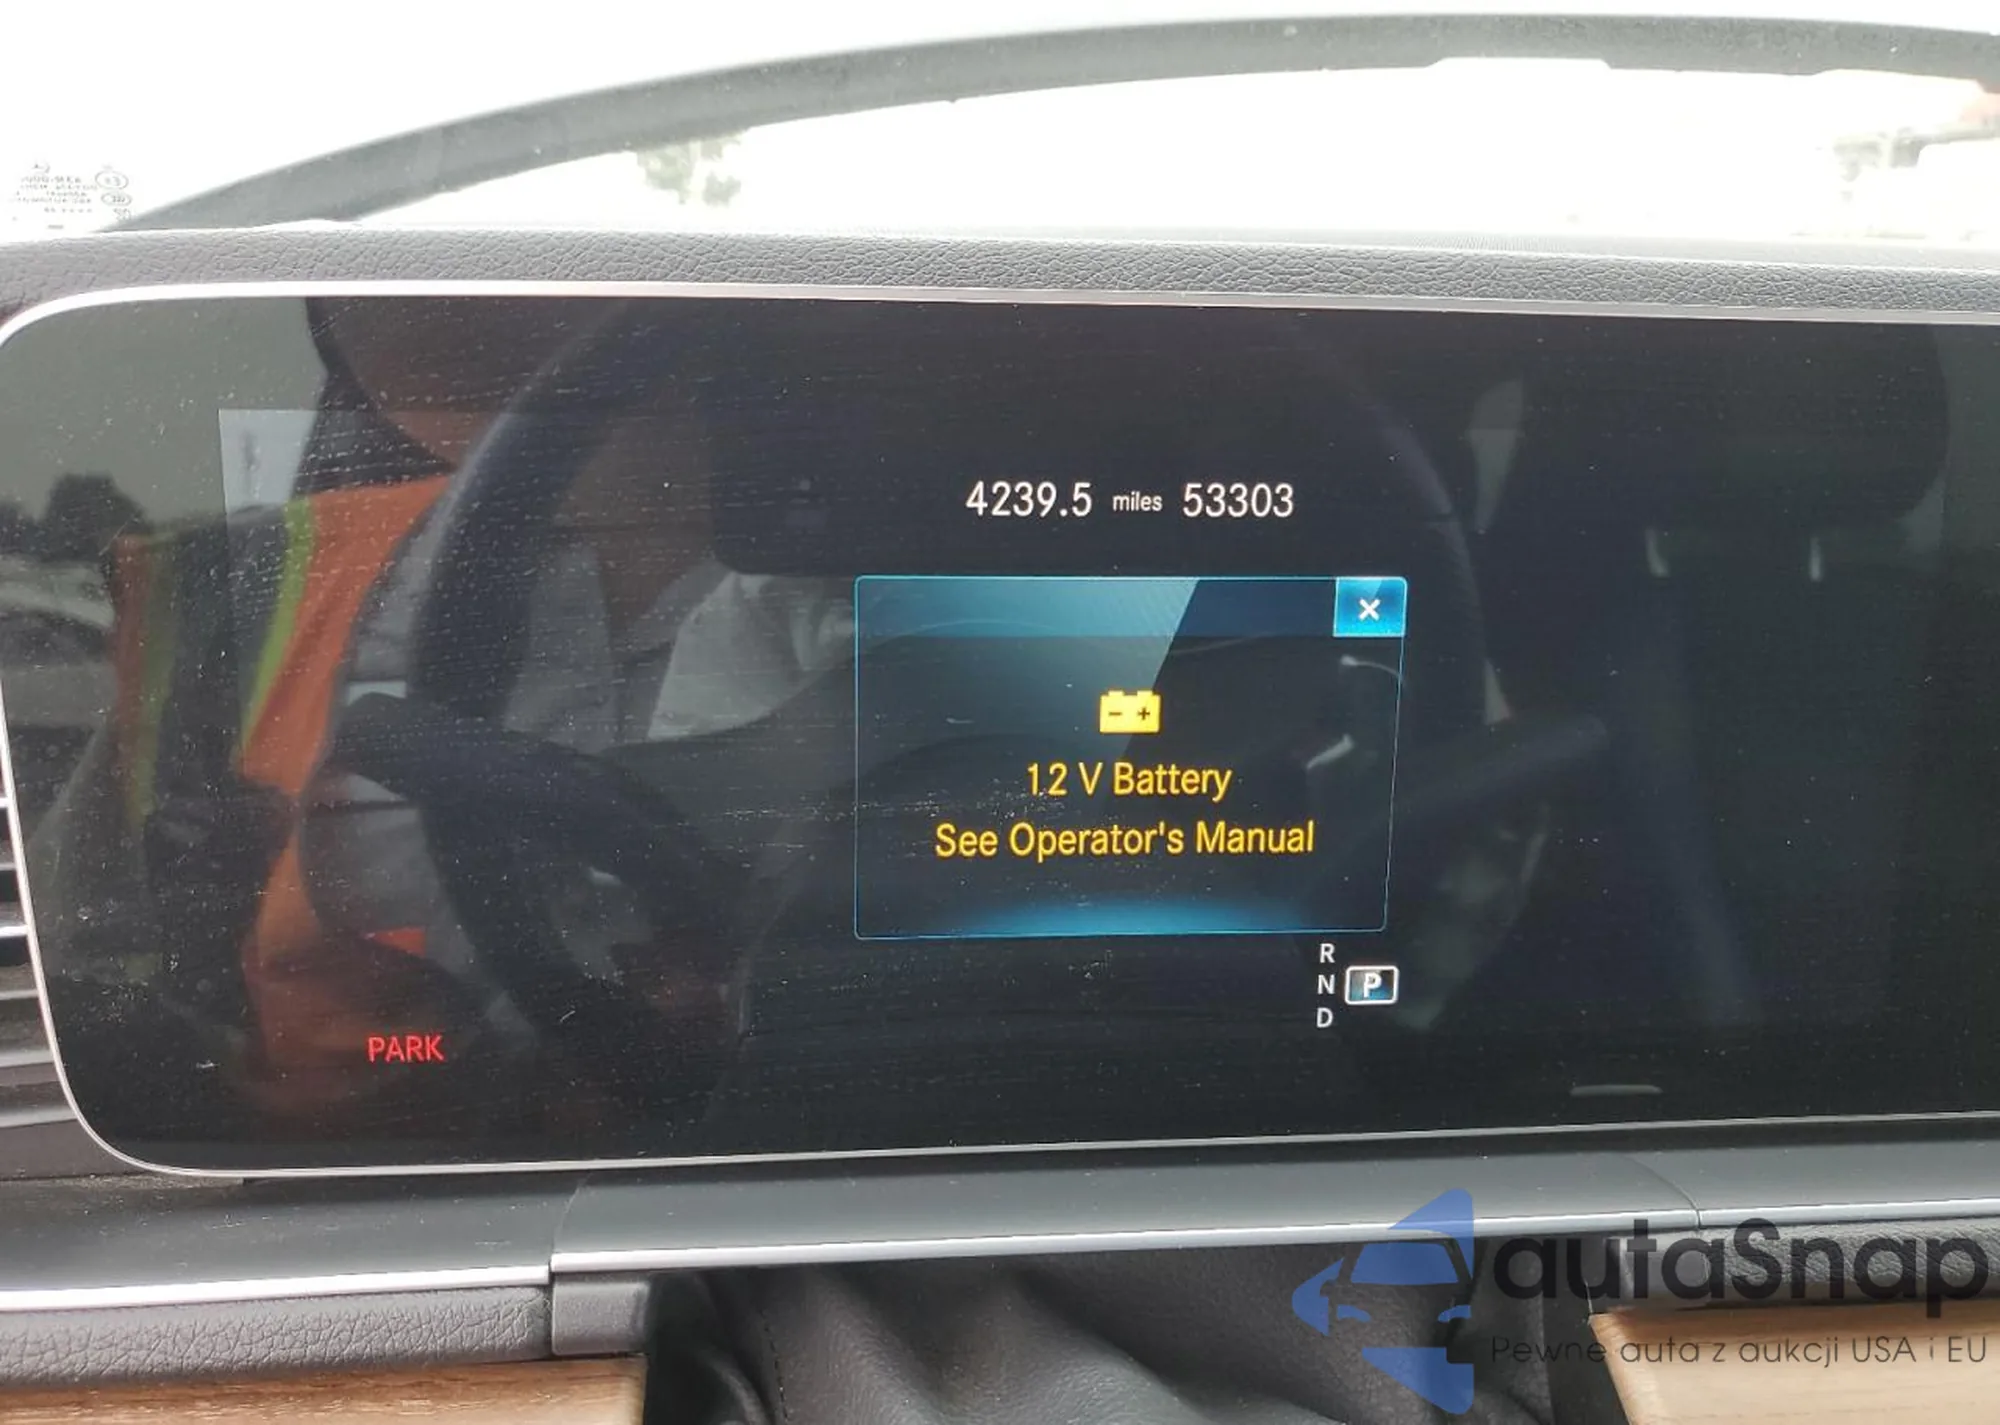 4239.5 miles 53303
×
- +
12 V Battery
See Operator's Manual
R
N P
D
PARK
autaSnap
Pewne auta z aukcji USA i EU